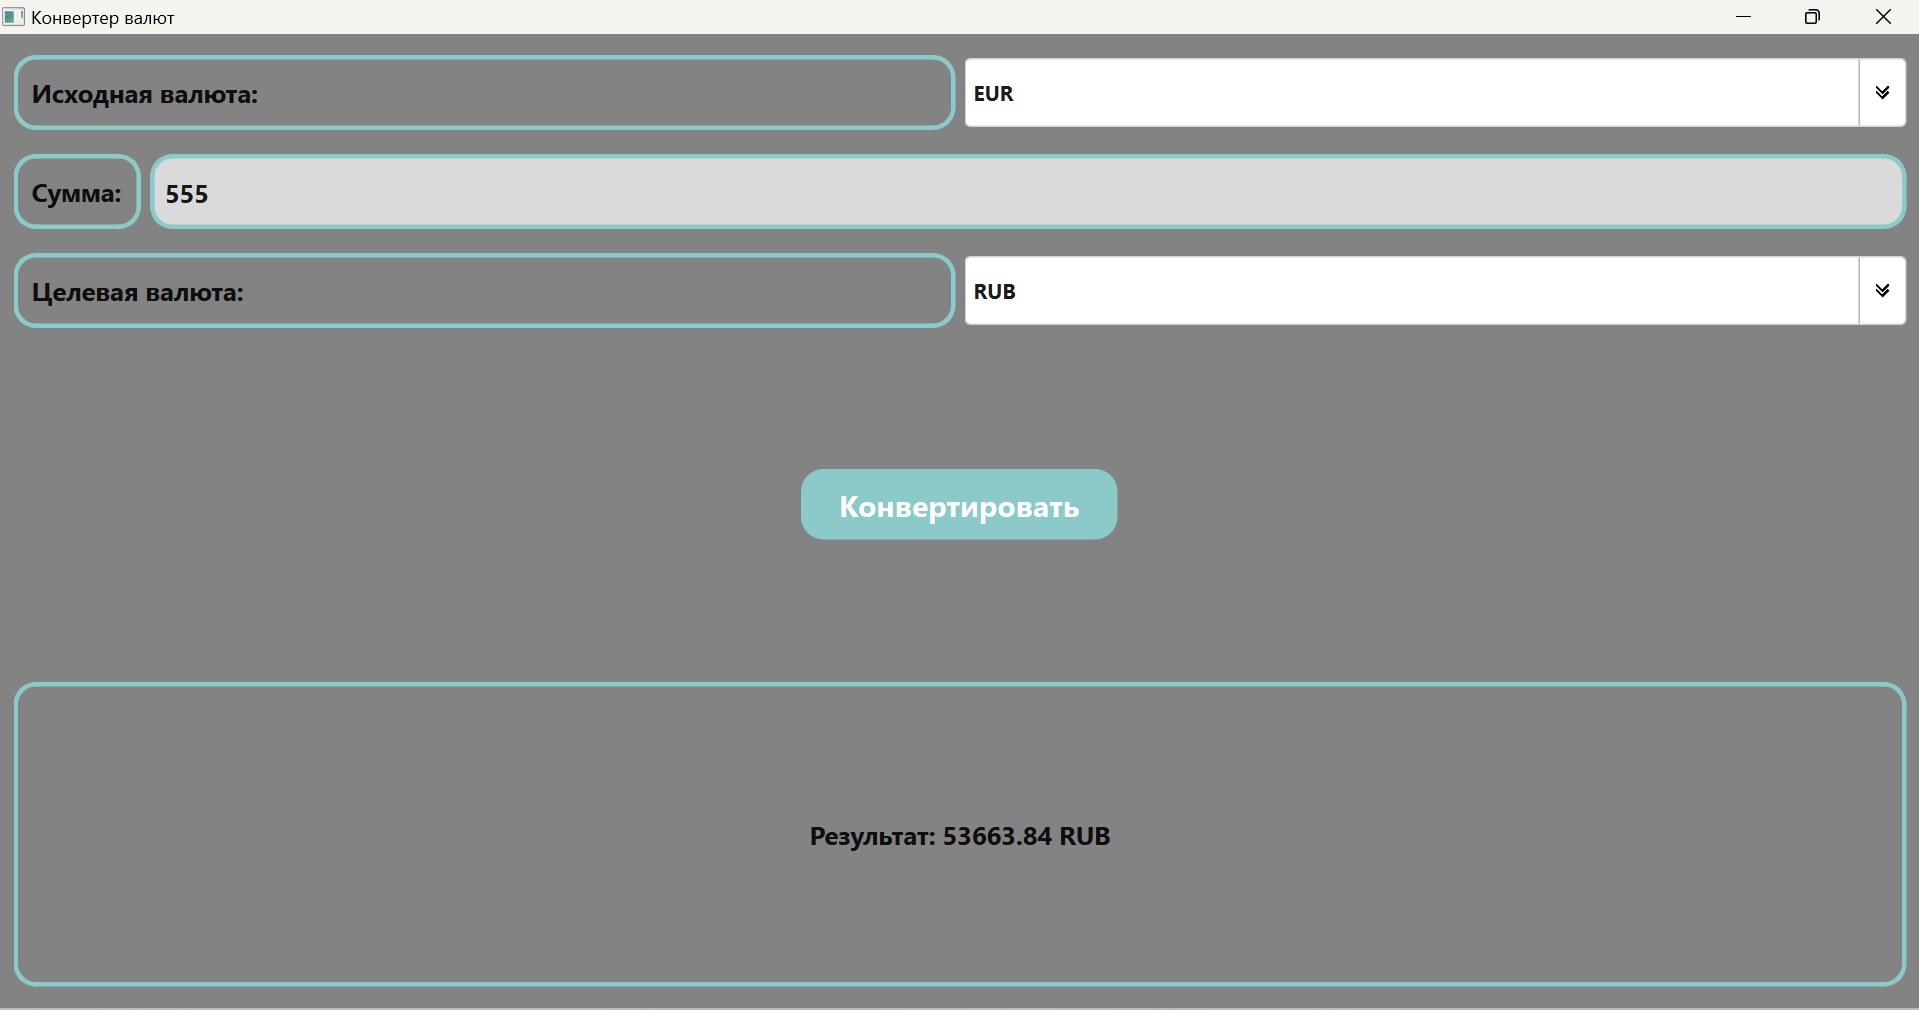 Конвертер валют
Исходная валюта: EUR
Сумма: 555
Целевая валюта: RUB
Конвертировать
Результат: 53663.84 RUB